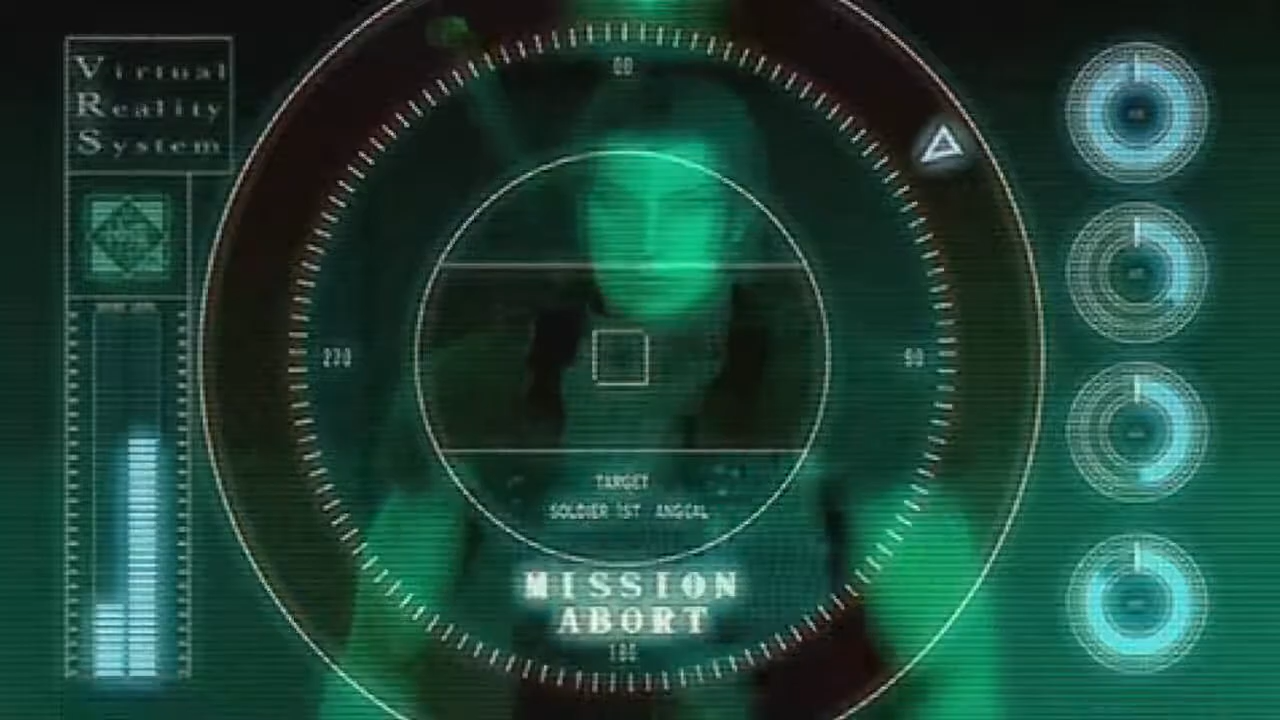 Virtual
Reality
System
00
270
90
TARGET
SOLDIER 1ST ANGEAL
MISSION
ABORT
180